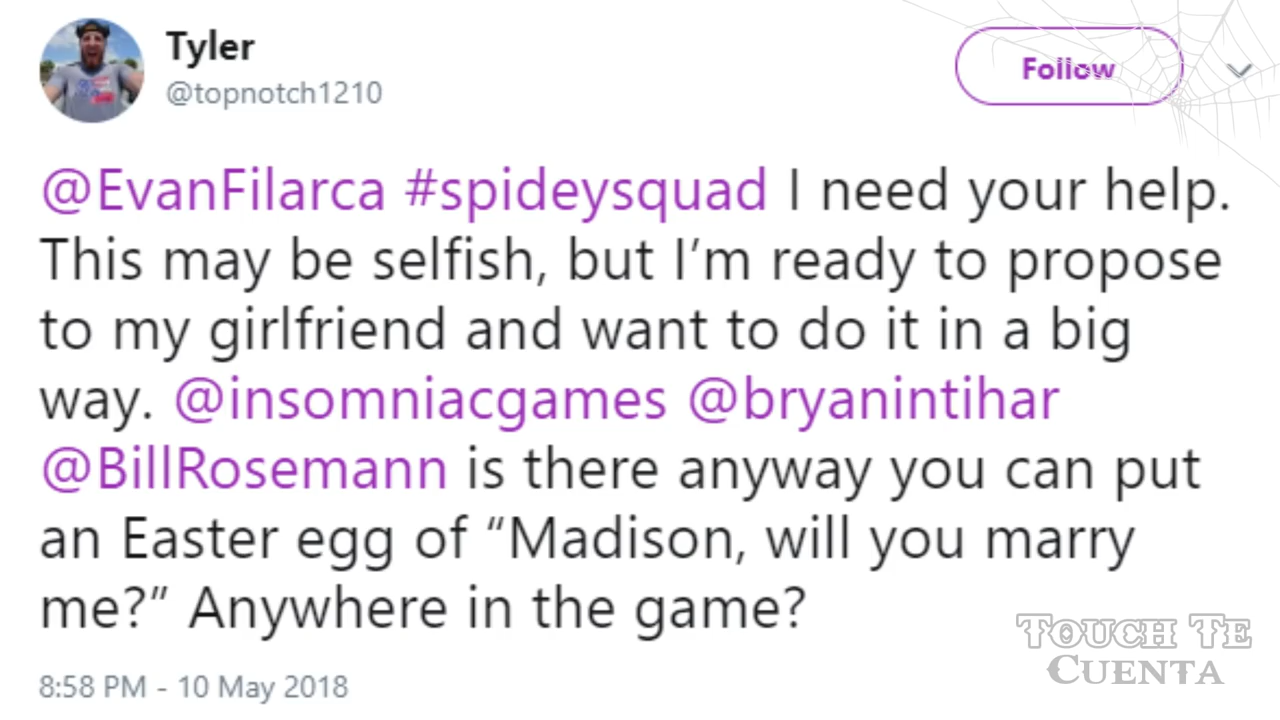 Tyler
@topnotch1210
Follow
@EvanFilarca #spideysquad I need your help.
This may be selfish, but I’m ready to propose
to my girlfriend and want to do it in a big
way. @insomniacgames @bryanintihar
@BillRosemann is there anyway you can put
an Easter egg of “Madison, will you marry
me?” Anywhere in the game?
8:58 PM - 10 May 2018
TOUCH TE
CUENTA